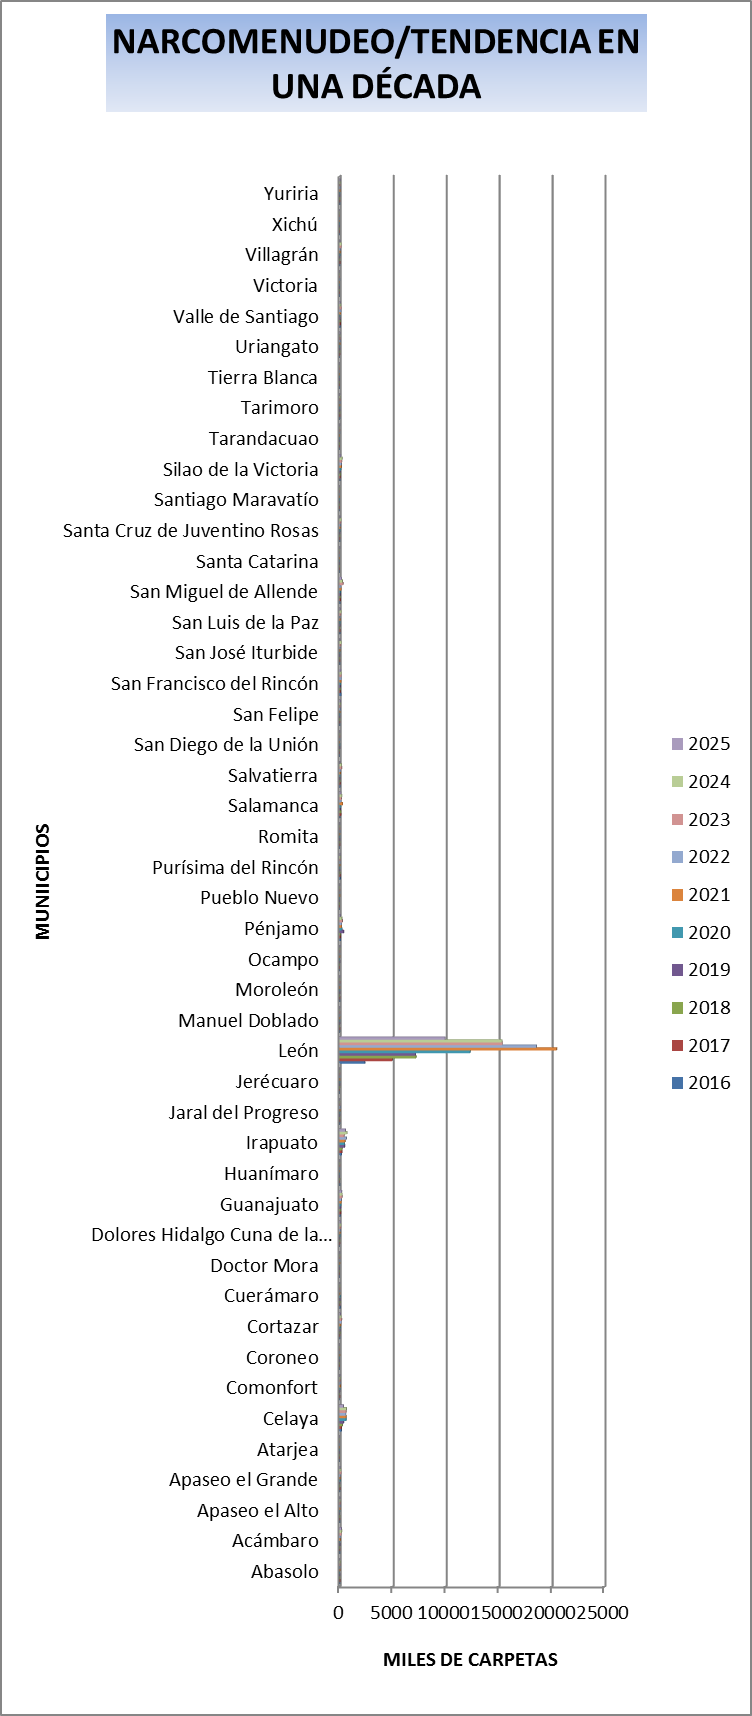 NARCOMENUDEO/TENDENCIA EN
UNA DÉCADA
Yuriria
Xichú
Villagrán
Victoria
Valle de Santiago
Uriangato
Tierra Blanca
Tarimoro
Tarandacuao
Silao de la Victoria
Santiago Maravatío
Santa Cruz de Juventino Rosas
Santa Catarina
San Miguel de Allende
San Luis de la Paz
San José Iturbide
San Francisco del Rincón
San Felipe
San Diego de la Unión
Salvatierra
Salamanca
Romita
Purísima del Rincón
Pueblo Nuevo
Pénjamo
Ocampo
Moroleón
Manuel Doblado
León
Jerécuaro
Jaral del Progreso
Irapuato
Huanímaro
Guanajuato
Dolores Hidalgo Cuna de la...
Doctor Mora
Cuerámaro
Cortazar
Coroneo
Comonfort
Celaya
Atarjea
Apaseo el Grande
Apaseo el Alto
Acámbaro
Abasolo
MUNIICIPIOS
0 5000 10000 15000 20000 25000
MILES DE CARPETAS
2025
2024
2023
2022
2021
2020
2019
2018
2017
2016